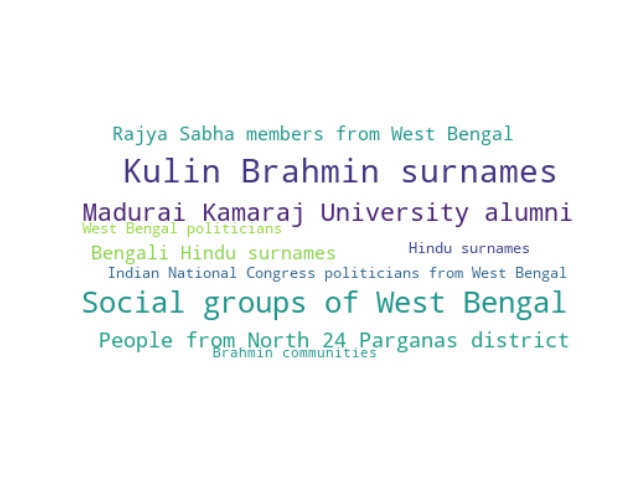 Rajya Sabha members from West Bengal
Kulin Brahmin surnames
Madurai Kamaraj University alumni
West Bengal politicians
Bengali Hindu surnames
Hindu surnames
Indian National Congress politicians from West Bengal
Social groups of West Bengal
People from North 24 Parganas district
Brahmin communities